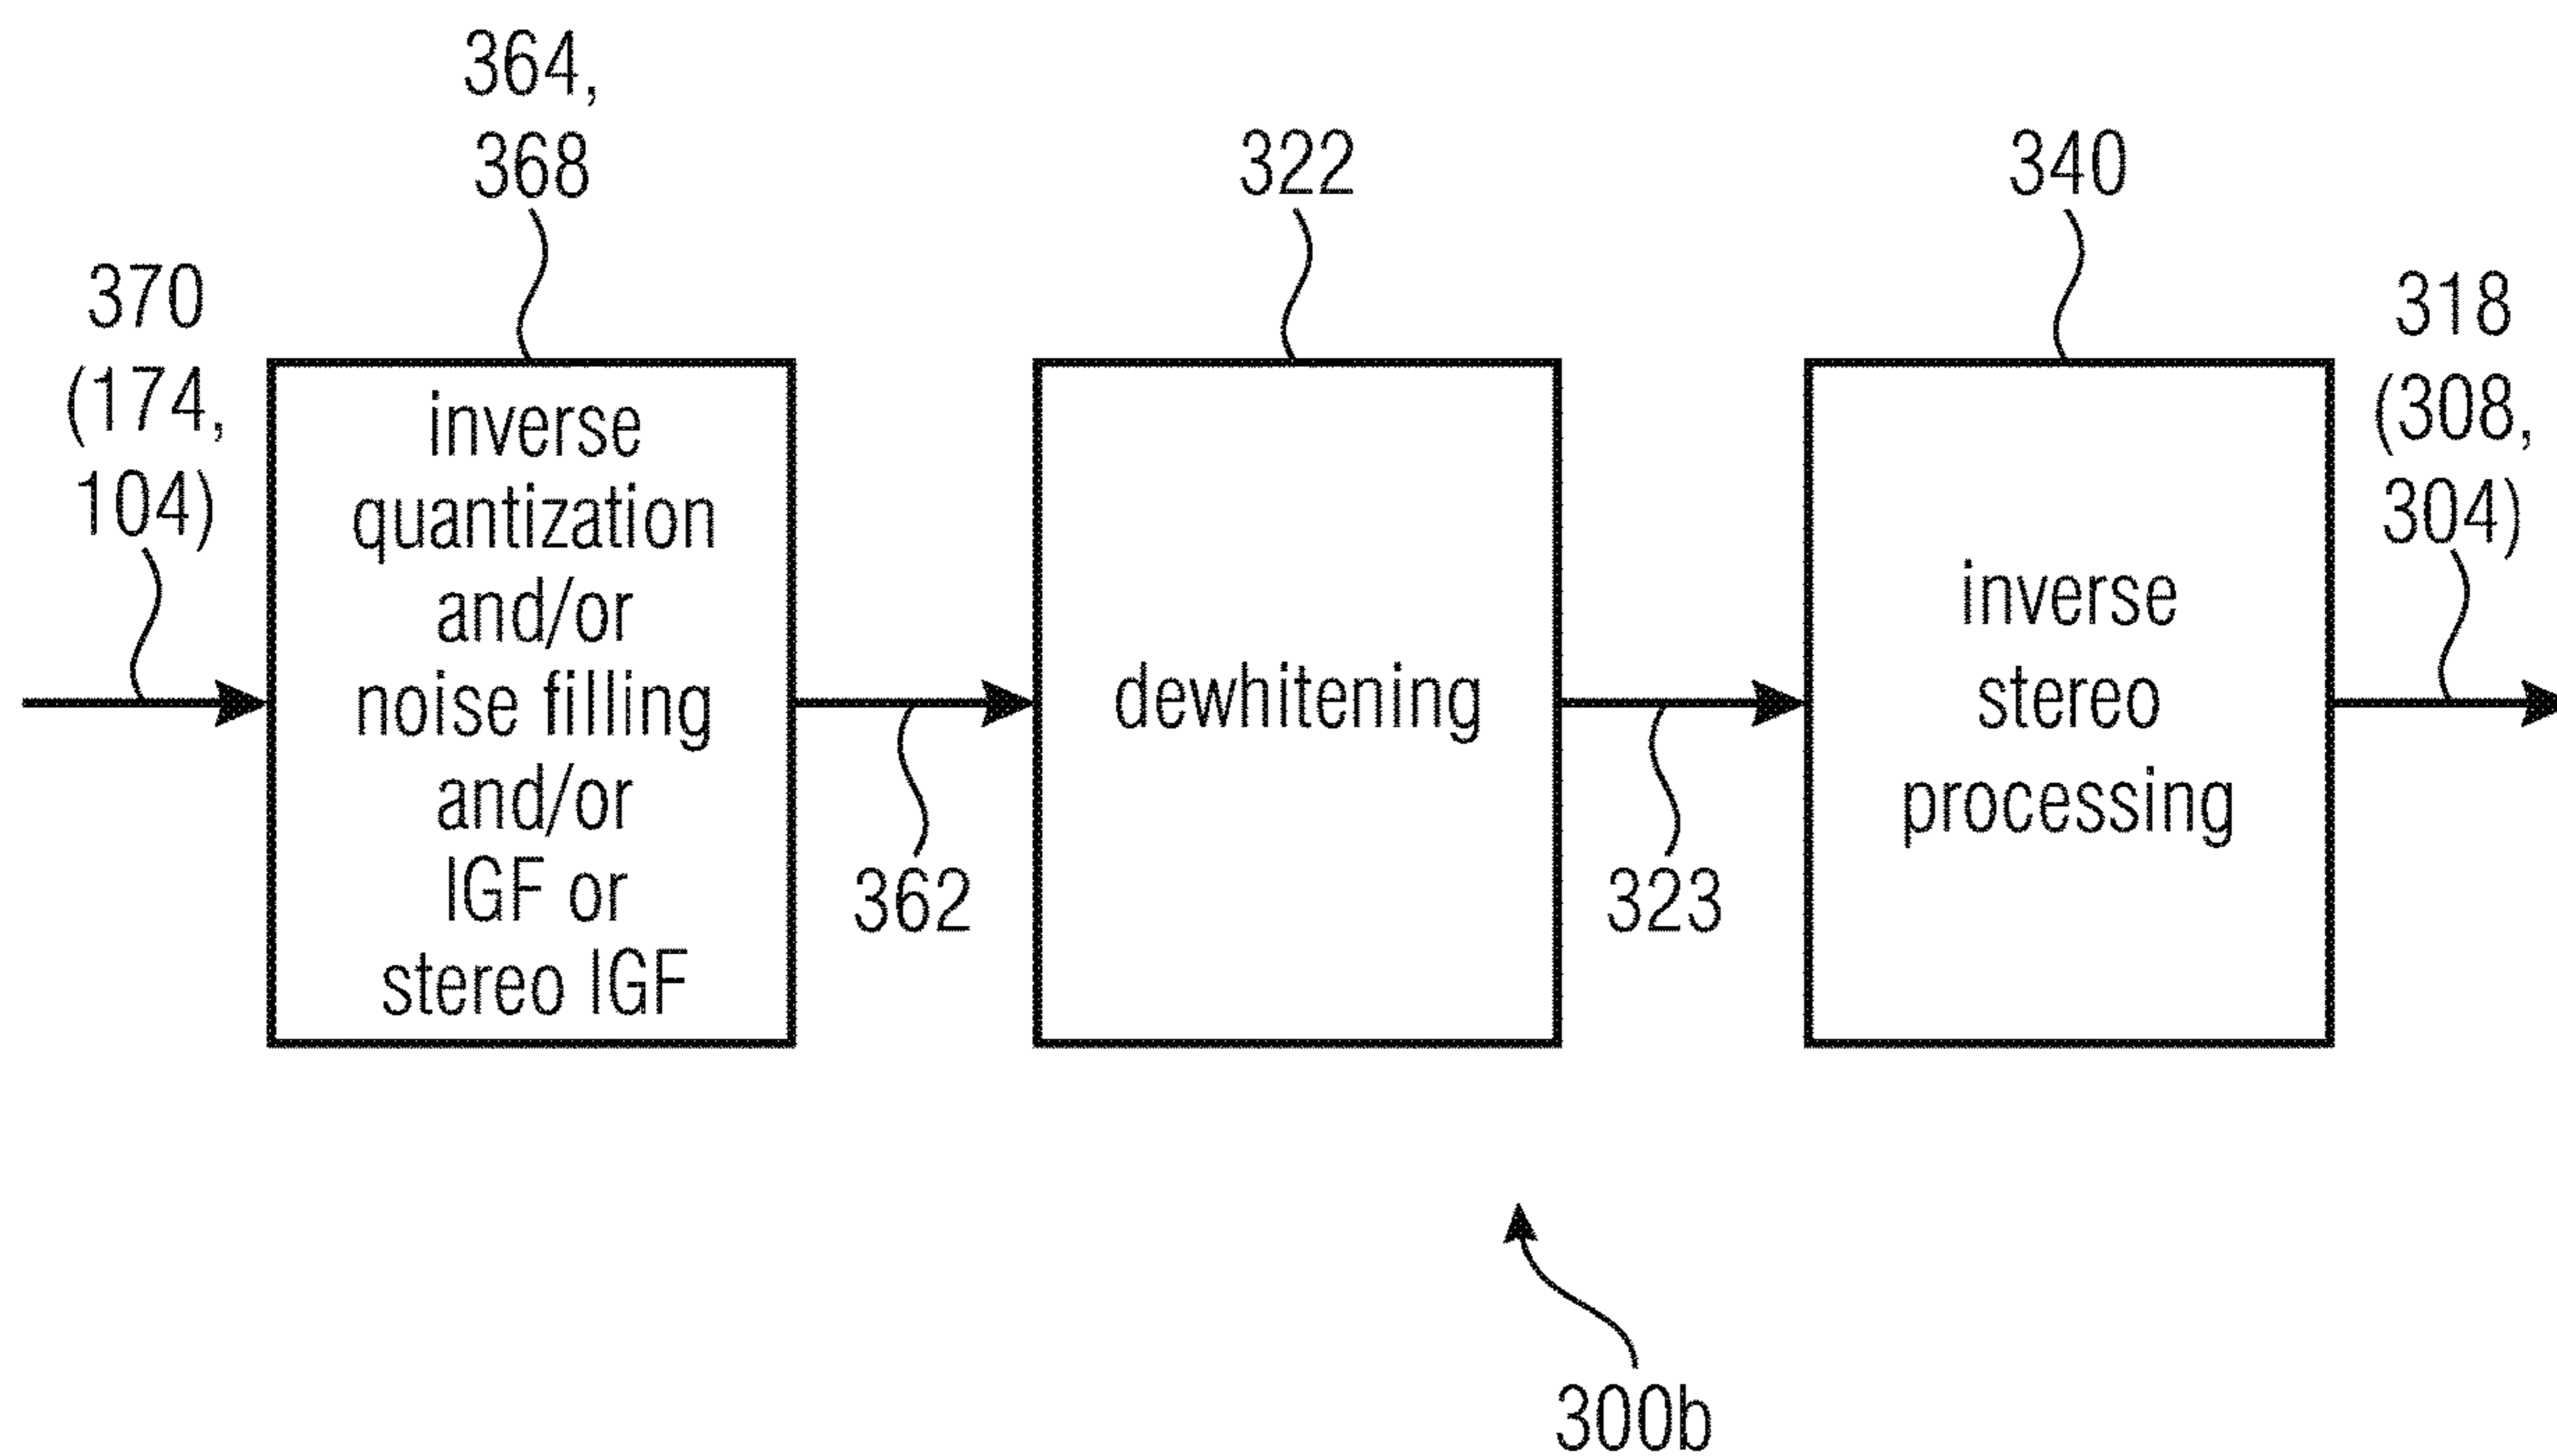 364,
368
322
340
370
(174,
104)
318
(308,
304)
inverse
quantization
and/or
noise filling
and/or
IGF or
stereo IGF
dewhitening
inverse
stereo
processing
362
323
300b